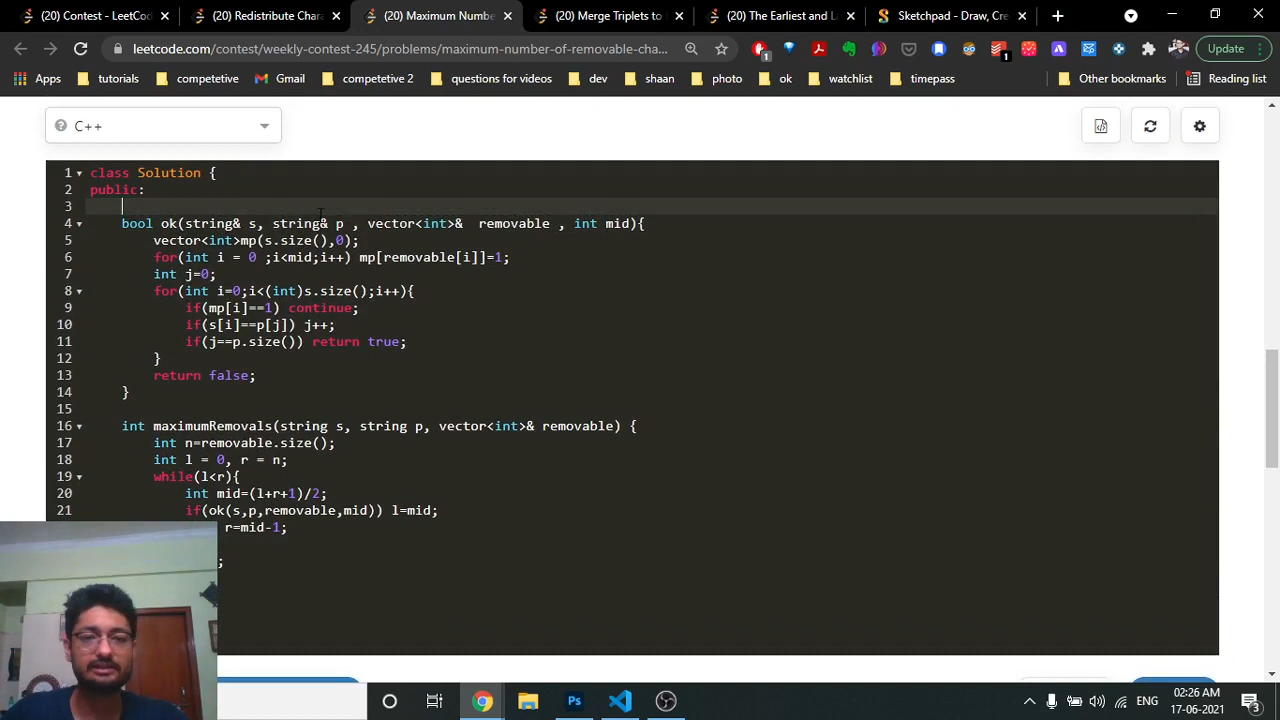 (20) Contest - LeetCod
(20) Redistribute Chara
(20) Maximum Numbe
(20) Merge Triplets to
(20) The Earliest and La
Sketchpad - Draw, Cre
leetcode.com/contest/weekly-contest-245/problems/maximum-number-of-removable-cha...
1
1
Update
Apps
tutorials
competetive
Gmail
competetive 2
questions for videos
dev
shaan
photo
ok
watchlist
timepass
Other bookmarks
Reading list
C++
1 class Solution {
2 public:
3
4 bool ok(string& s, string& p , vector<int>&  removable , int mid){
5 vector<int>mp(s.size(),0);
6 for(int i = 0 ;i<mid;i++) mp[removable[i]]=1;
7 int j=0;
8 for(int i=0;i<(int)s.size();i++){
9 if(mp[i]==1) continue;
10 if(s[i]==p[j]) j++;
11 if(j==p.size()) return true;
12 }
13 return false;
14 }
15
16 int maximumRemovals(string s, string p, vector<int>& removable) {
17 int n=removable.size();
18 int l = 0, r = n;
19 while(l<r){
20 int mid=(l+r+1)/2;
21 if(ok(s,p,removable,mid)) l=mid;
r=mid-1;
;
ENG
02:26 AM
17-06-2021
3